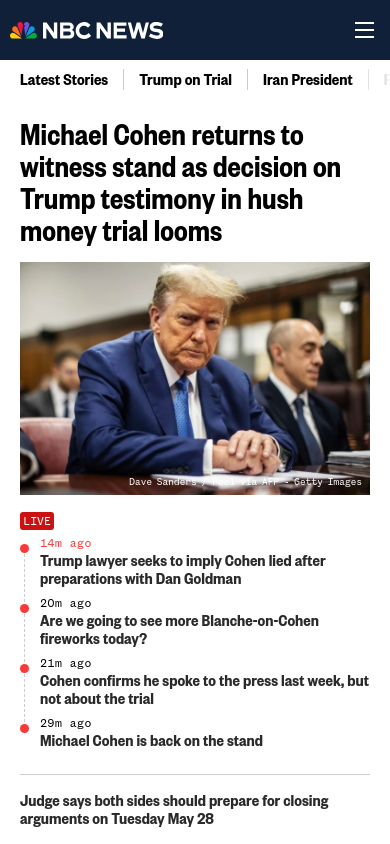 NBC NEWS
Latest Stories
Trump on Trial
Iran President
Michael Cohen returns to
witness stand as decision on
Trump testimony in hush
money trial looms
Dave Sanders / Pool via AFP - Getty Images
LIVE
14m ago
Trump lawyer seeks to imply Cohen lied after
preparations with Dan Goldman
20m ago
Are we going to see more Blanche-on-Cohen
fireworks today?
21m ago
Cohen confirms he spoke to the press last week, but
not about the trial
29m ago
Michael Cohen is back on the stand
Judge says both sides should prepare for closing
arguments on Tuesday May 28